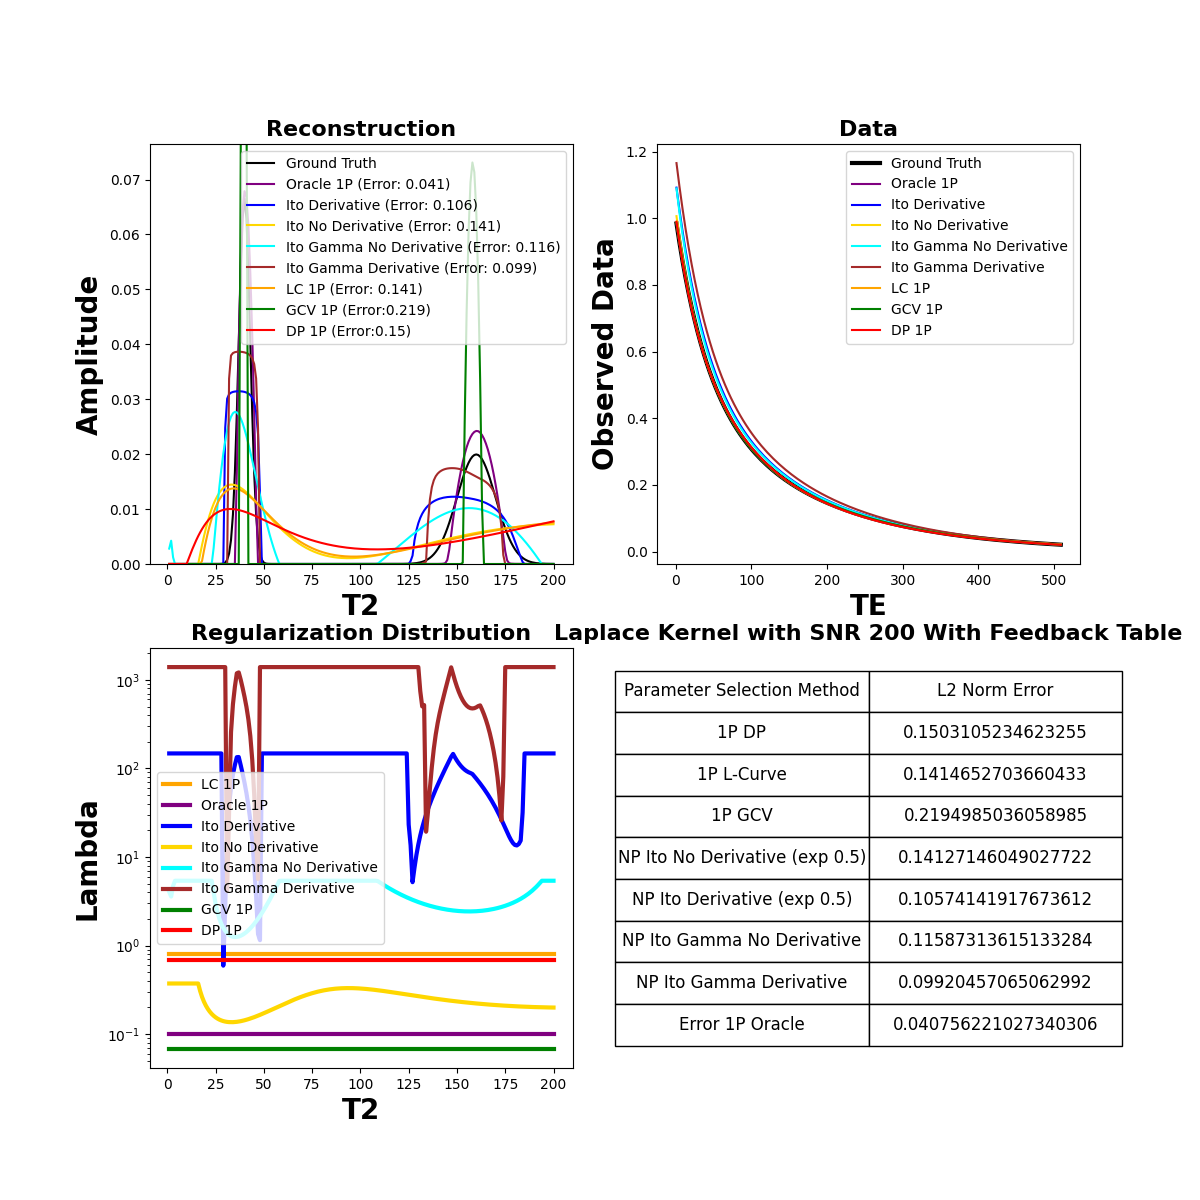 Reconstruction
Amplitude
0.07
0.06
0.05
0.04
0.03
0.02
0.01
0.00
Ground Truth
Oracle 1P (Error: 0.041)
Ito Derivative (Error: 0.106)
Ito No Derivative (Error: 0.141)
Ito Gamma No Derivative (Error: 0.116)
Ito Gamma Derivative (Error: 0.099)
LC 1P (Error: 0.141)
GCV 1P (Error:0.219)
DP 1P (Error:0.15)
0 25 50 75 100 125 150 175 200
T2
Data
Observed Data
1.2
1.0
0.8
0.6
0.4
0.2
0.0
Ground Truth
Oracle 1P
Ito Derivative
Ito No Derivative
Ito Gamma No Derivative
Ito Gamma Derivative
LC 1P
GCV 1P
DP 1P
0 100 200 300 400 500
TE
Regularization Distribution
Lambda
10³
10²
10¹
10⁰
10⁻¹
LC 1P
Oracle 1P
Ito Derivative
Ito No Derivative
Ito Gamma No Derivative
Ito Gamma Derivative
GCV 1P
DP 1P
0 25 50 75 100 125 150 175 200
T2
Laplace Kernel with SNR 200 With Feedback Table
Parameter Selection Method L2 Norm Error
1P DP 0.1503105234623255
1P L-Curve 0.1414652703660433
1P GCV 0.2194985036058985
NP Ito No Derivative (exp 0.5) 0.14127146049027722
NP Ito Derivative (exp 0.5) 0.10574141917673612
NP Ito Gamma No Derivative 0.11587313615133284
NP Ito Gamma Derivative 0.09920457065062992
Error 1P Oracle 0.040756221027340306